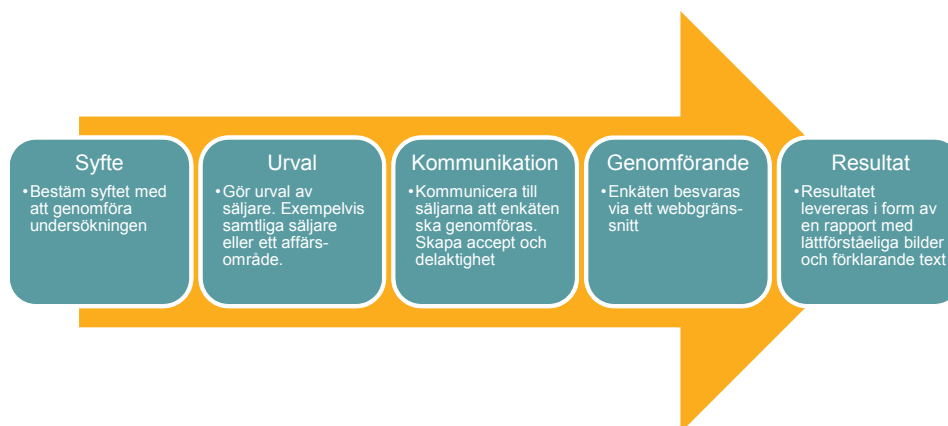 Syfte
•Bestäm syftet med
att genomföra
undersökningen
Urval
•Gör urval av
säljare. Exempelvis
samtliga säljare
eller ett affärs-
område.
Kommunikation
•Kommunicera till
säljarna att enkäten
ska genomföras.
Skapa accept och
delaktighet
Genomförande
•Enkäten besvaras
via ett webbgräns-
snitt
Resultat
•Resultatet
levereras i form av
en rapport med
lättförståeliga bilder
och förklarande text